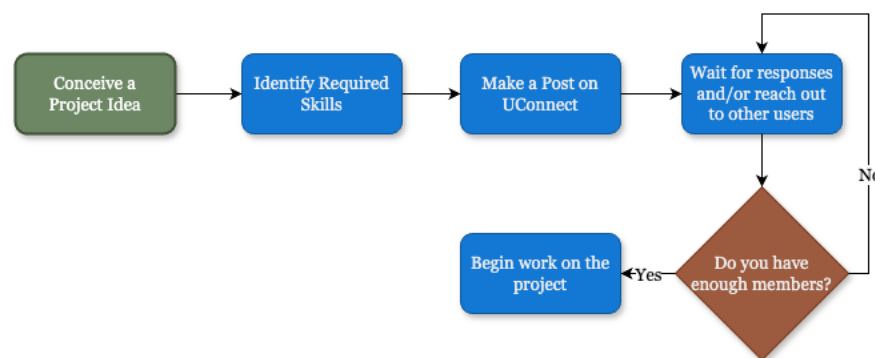 Conceive a
Project Idea
Identify Required
Skills
Make a Post on
UConnect
Wait for responses
and/or reach out
to other users
No
Do you have
enough members?
Yes
Begin work on the
project